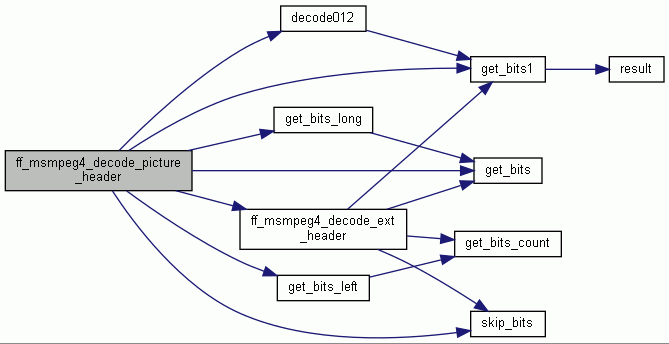 decode012
get_bits1
result
get_bits_long
ff_msmpeg4_decode_picture
_header
get_bits
ff_msmpeg4_decode_ext
_header
get_bits_count
get_bits_left
skip_bits